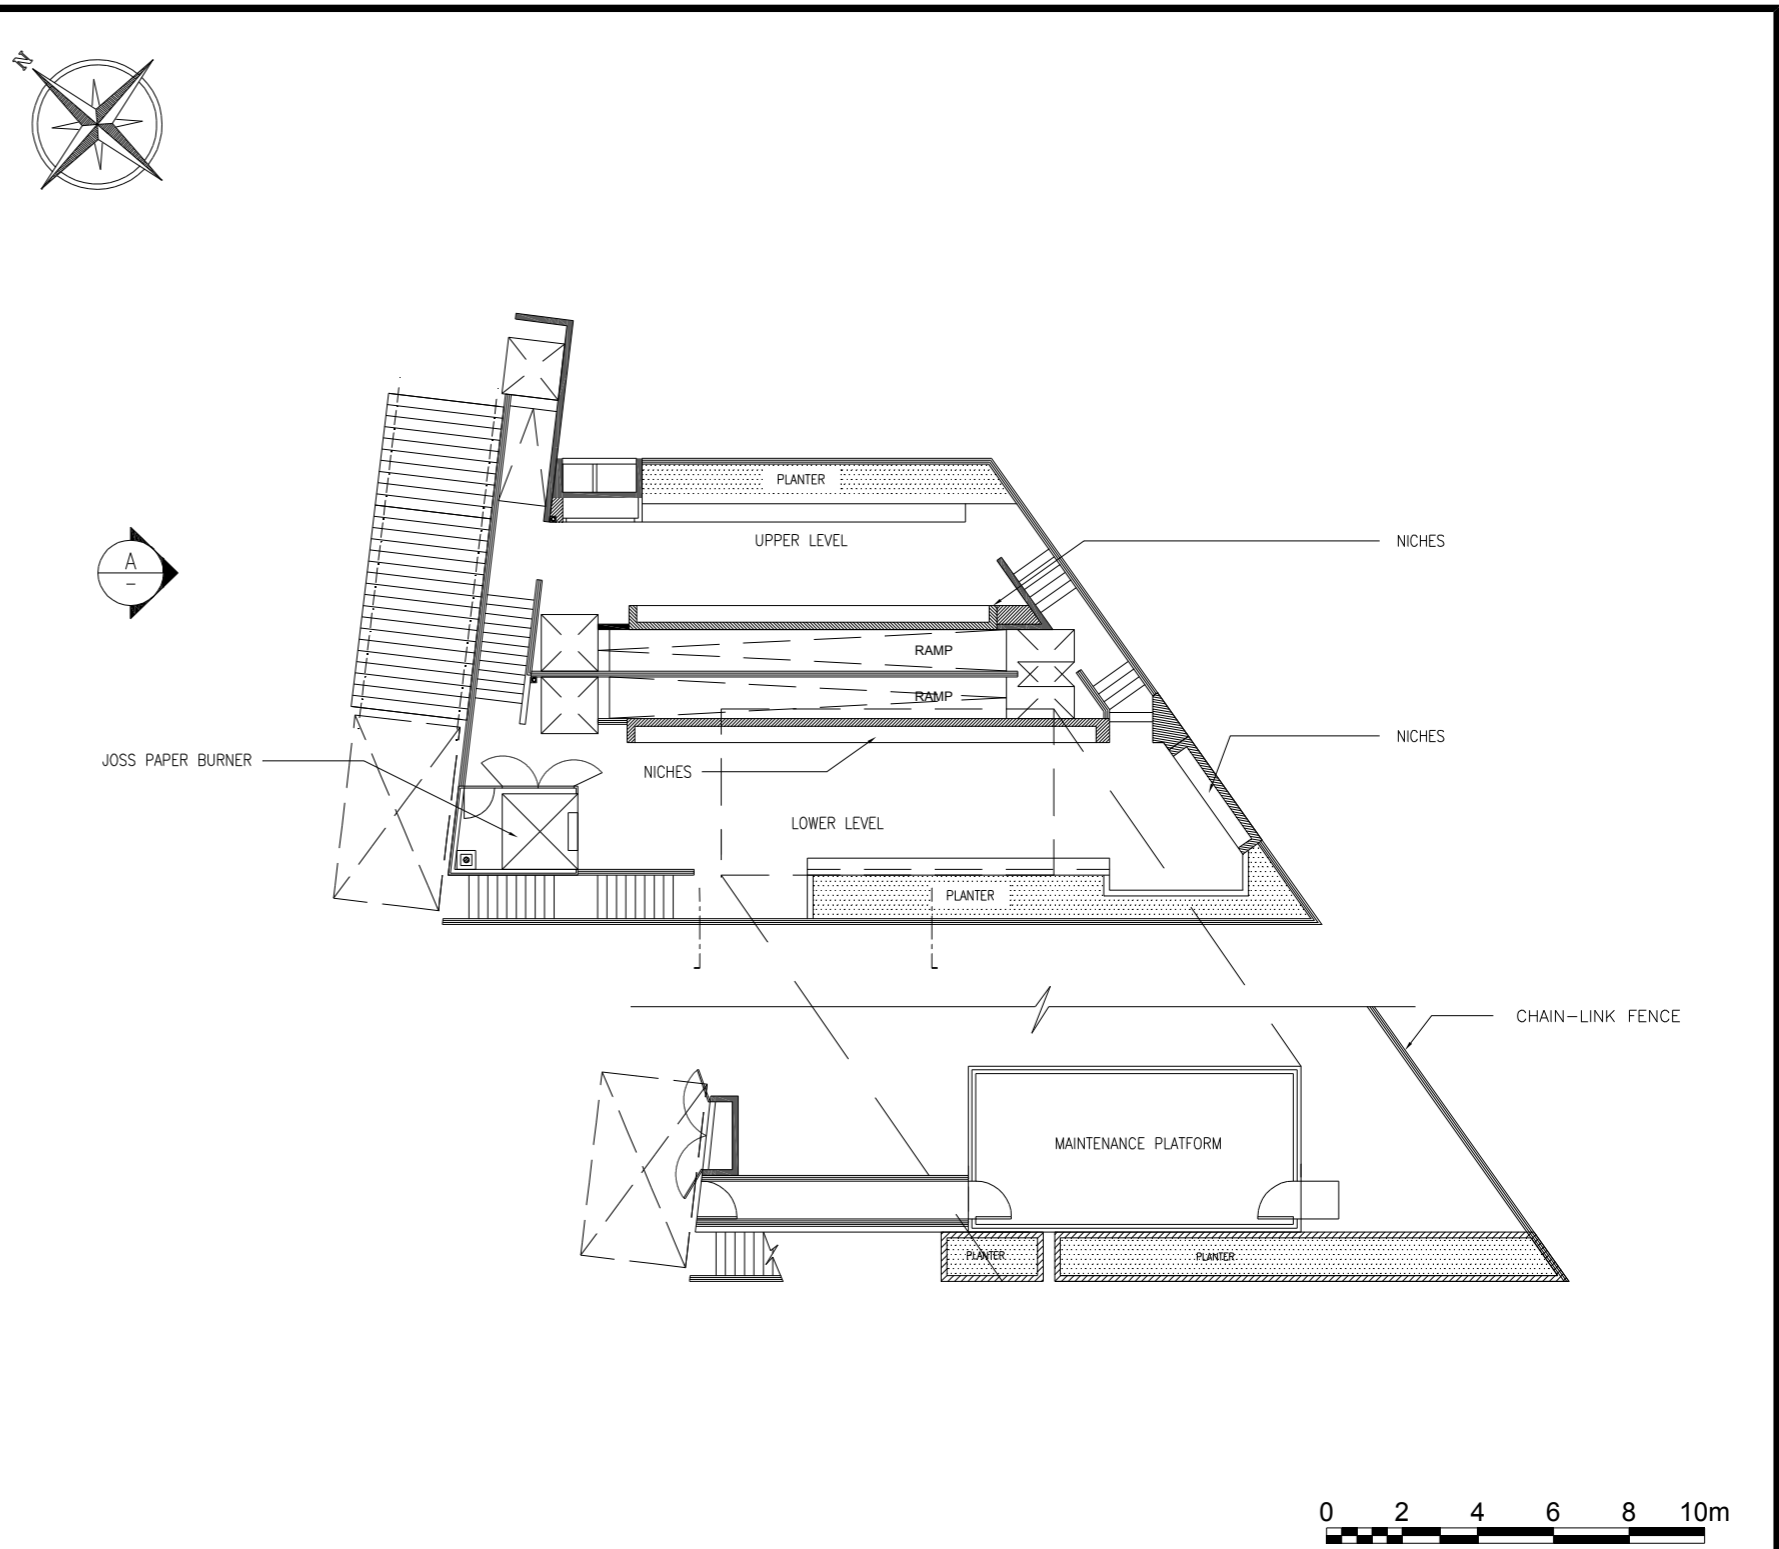 N
PLANTER
UPPER LEVEL
NICHES
A
–
RAMP
RAMP
NICHES
JOSS PAPER BURNER
NICHES
LOWER LEVEL
PLANTER
CHAIN-LINK FENCE
MAINTENANCE PLATFORM
PLANTER
PLANTER
0 2 4 6 8 10m